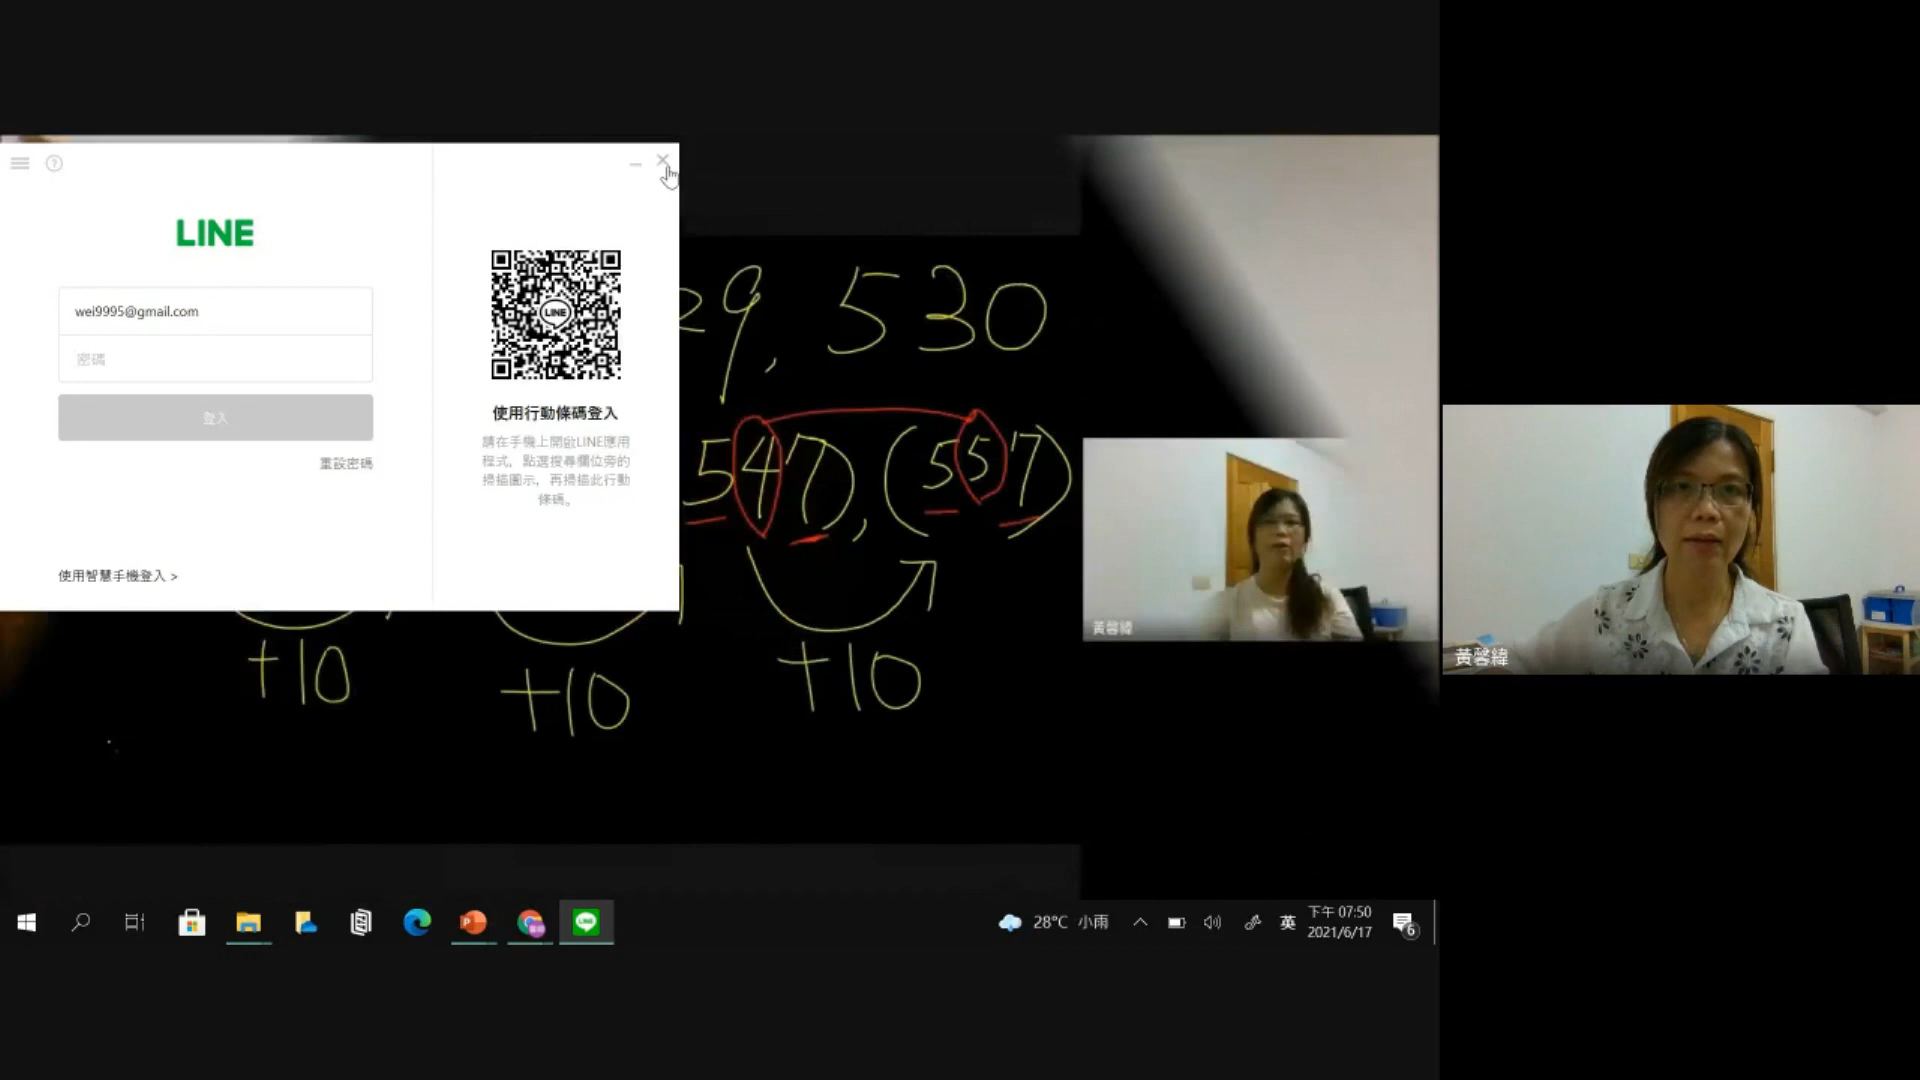 LINE
wei9995@gmail.com
密碼
登入
重設密碼
使用智慧手機登入 >
LINE
使用行動條碼登入
請在手機上開啟LINE應用
程式，點選搜尋欄位旁的
掃描圖示，再掃描此行動
條碼。
29, 530
547), (557)
+10
+10
+10
黃馨緯
黃馨緯
28°C 小雨
英
下午 07:50
2021/6/17
6